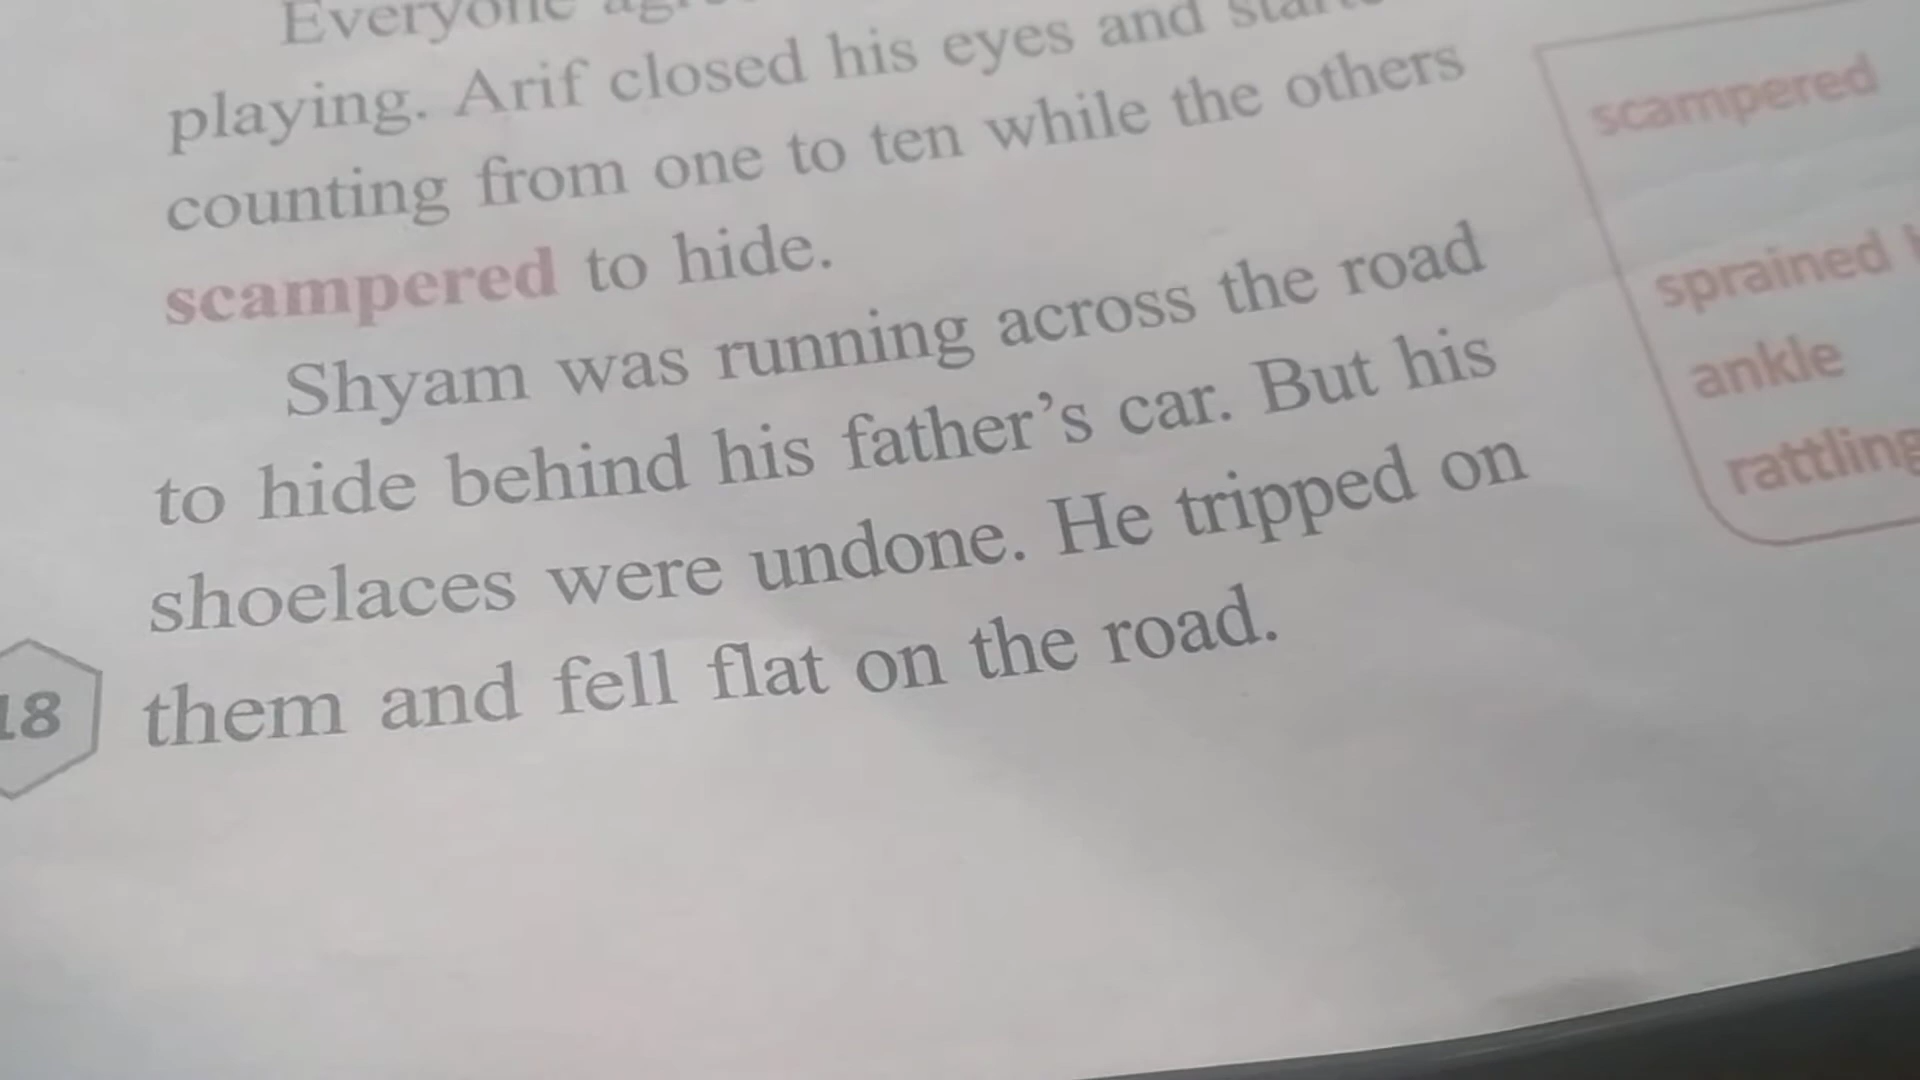 Everyone
playing. Arif closed his eyes and
counting from one to ten while the others
scampered to hide.
Shyam was running across the road
to hide behind his father's car. But his
shoelaces were undone. He tripped on
them and fell flat on the road.
18
scampered
sprained
ankle
rattling